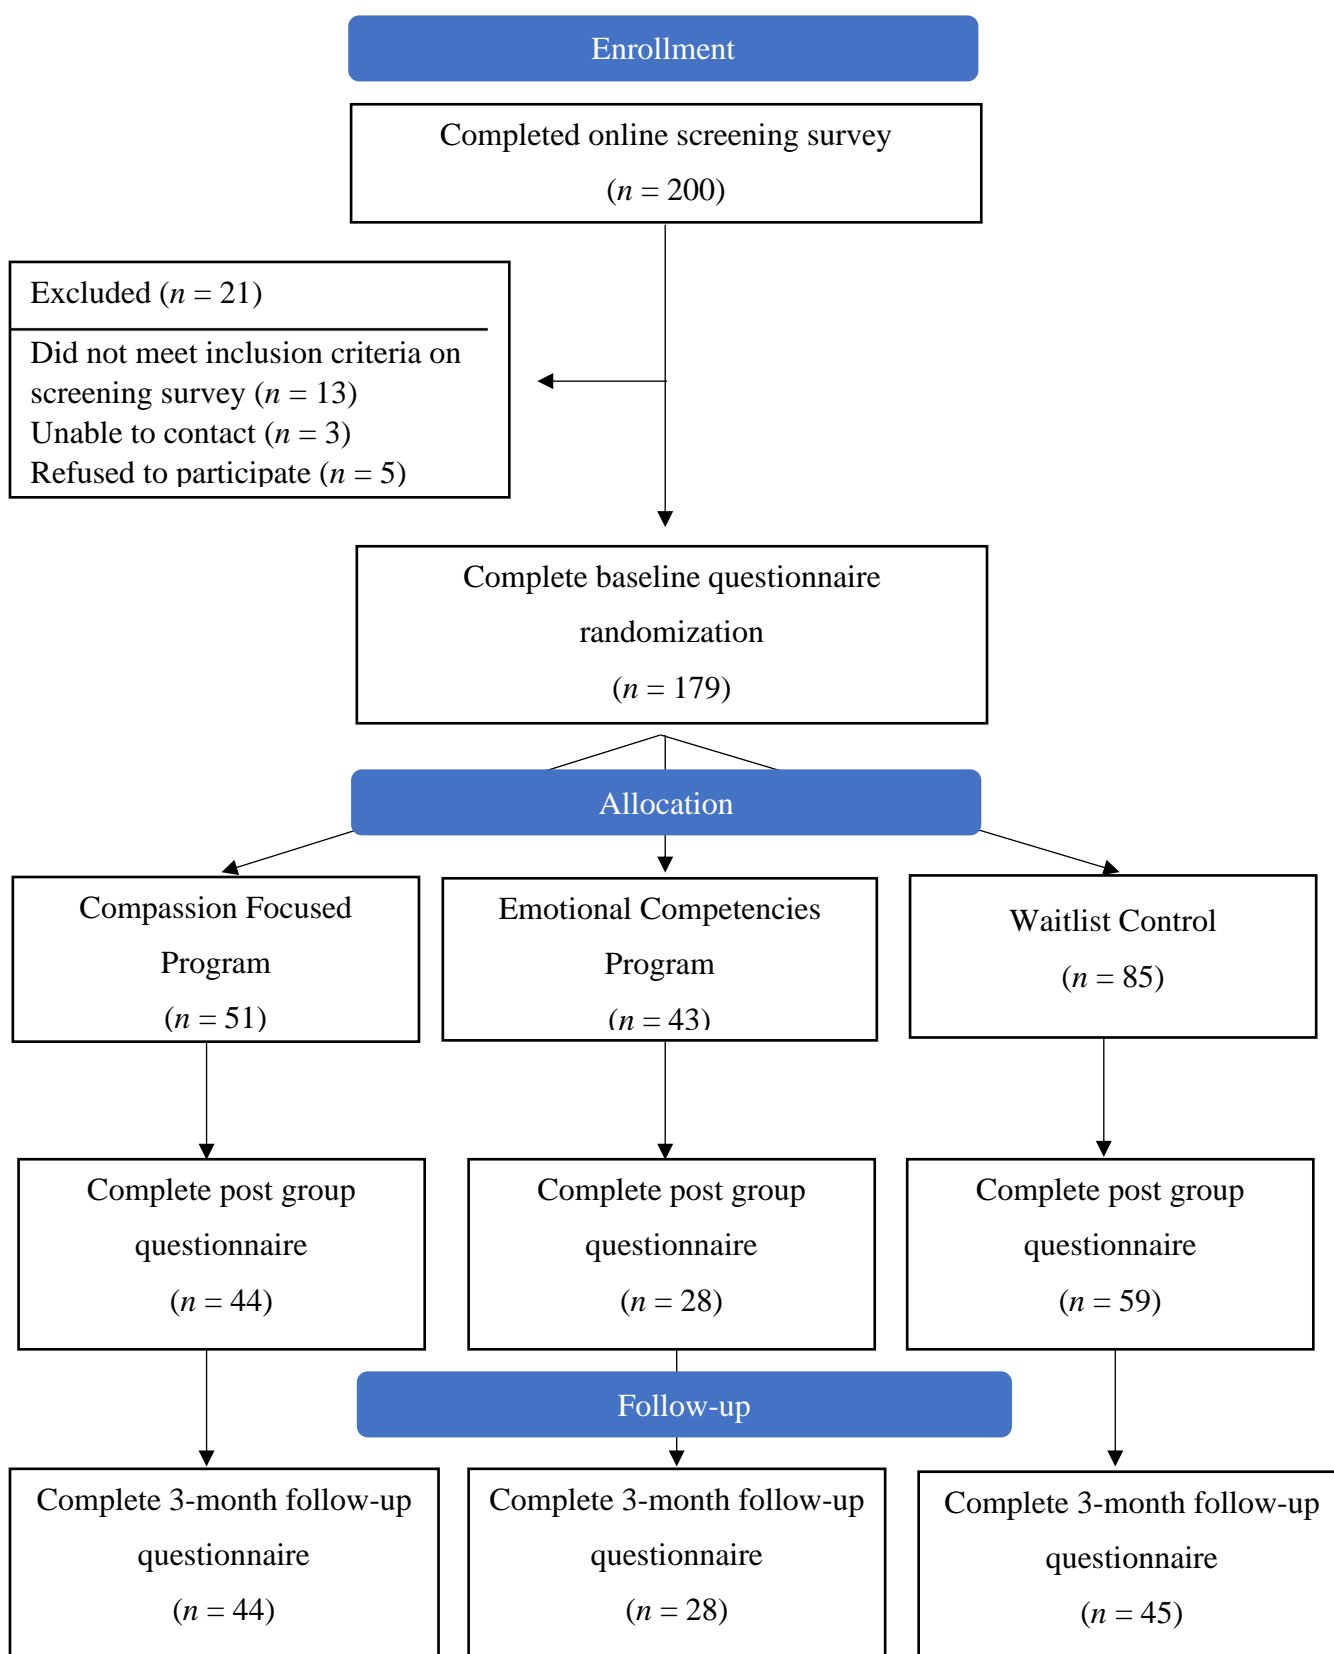 Enrollment
Completed online screening survey
(n = 200)
Excluded (n = 21)
Did not meet inclusion criteria on
screening survey (n = 13)
Unable to contact (n = 3)
Refused to participate (n = 5)
Complete baseline questionnaire
randomization
(n = 179)
Allocation
Compassion Focused
Program
(n = 51)
Emotional Competencies
Program
(n = 43)
Waitlist Control
(n = 85)
Complete post group
questionnaire
(n = 44)
Complete post group
questionnaire
(n = 28)
Complete post group
questionnaire
(n = 59)
Follow-up
Complete 3-month follow-up
questionnaire
(n = 44)
Complete 3-month follow-up
questionnaire
(n = 28)
Complete 3-month follow-up
questionnaire
(n = 45)